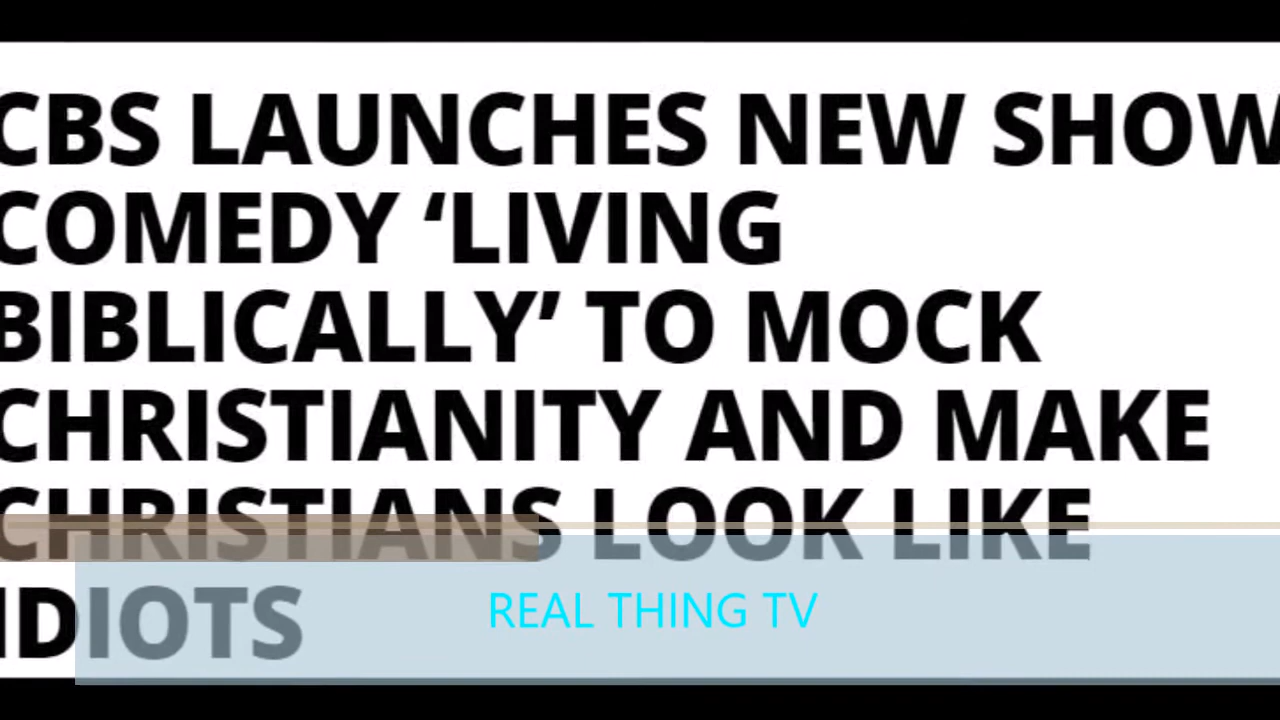 CBS LAUNCHES NEW SHOW
COMEDY ‘LIVING
BIBLICALLY’ TO MOCK
CHRISTIANITY AND MAKE
CHRISTIANS LOOK LIKE
IDIOTS
REAL THING TV